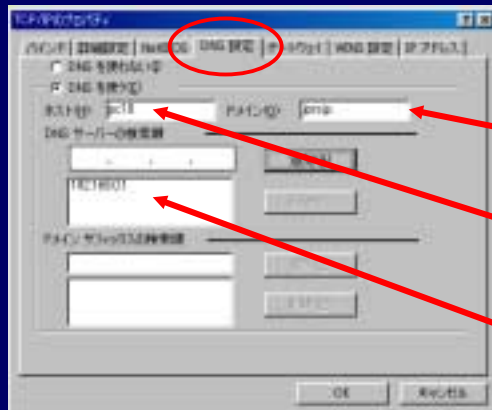 TCP/IPのプロパティ
バインド 詳細設定 NetBIOS DNS 設定 ゲートウェイ WINS 設定 IP アドレス
DNS を使わない(I)
DNS を使う(E)
ホスト(H) pc10 ドメイン(O)
DNS サーバーの検索順
ドメイン サフィックスの検索順
OK キャンセル